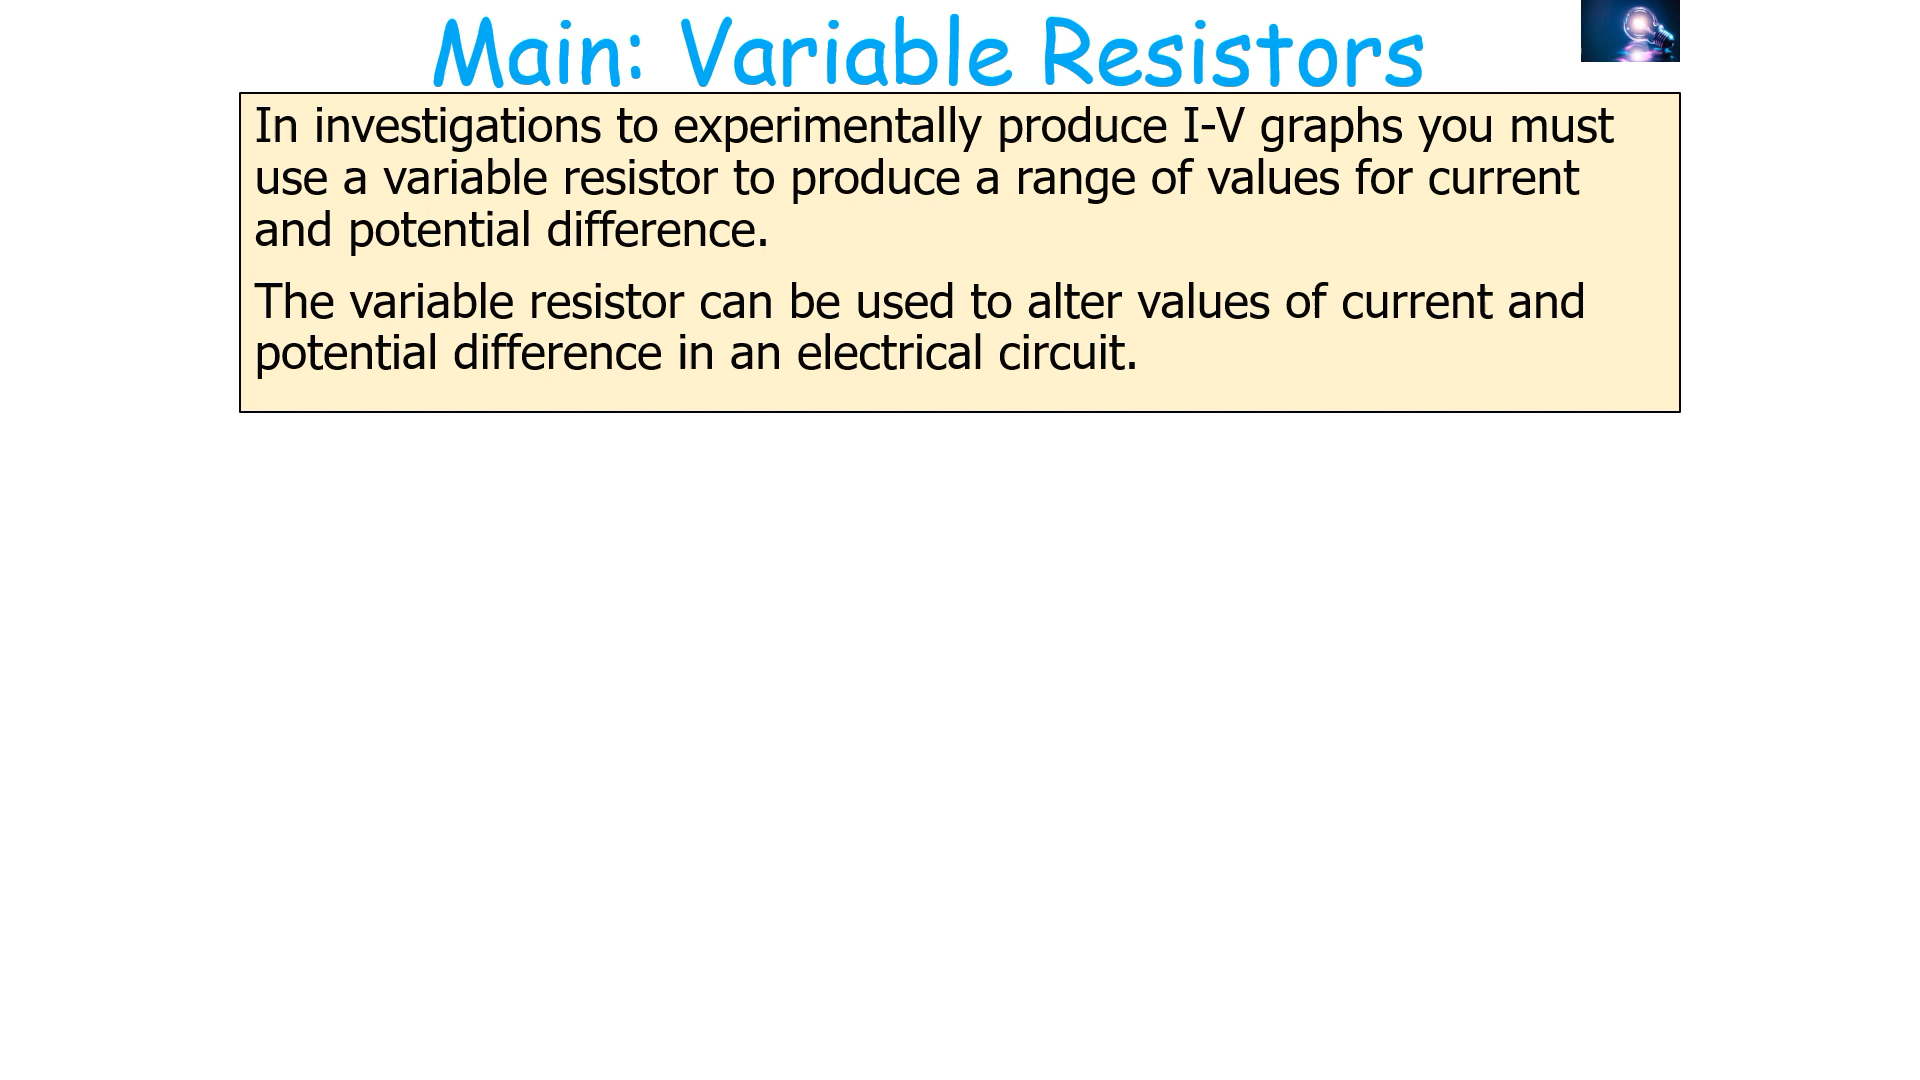 Main: Variable Resistors
In investigations to experimentally produce I-V graphs you must
use a variable resistor to produce a range of values for current
and potential difference.
The variable resistor can be used to alter values of current and
potential difference in an electrical circuit.